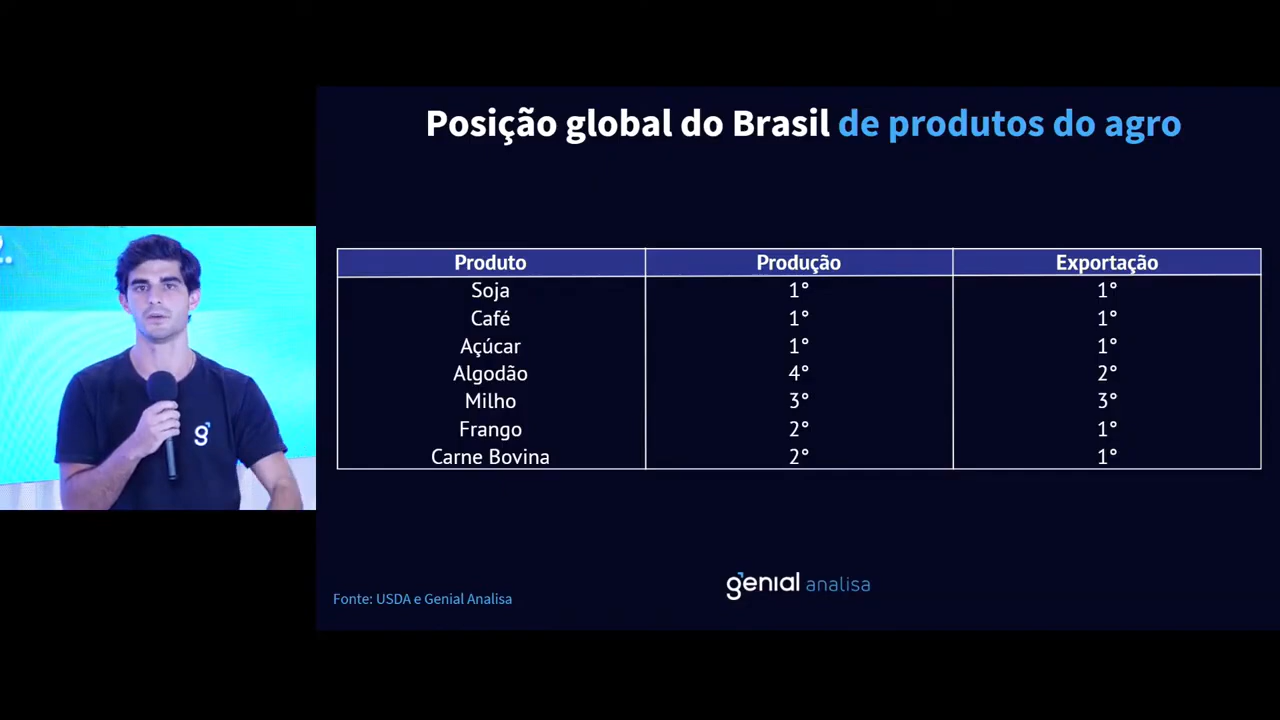 Posição global do Brasil de produtos do agro
Produto Produção Exportação
Soja 1° 1°
Café 1° 1°
Açúcar 1° 1°
Algodão 4° 2°
Milho 3° 3°
Frango 2° 1°
Carne Bovina 2° 1°
genial analisa
Fonte: USDA e Genial Analisa
2.
g